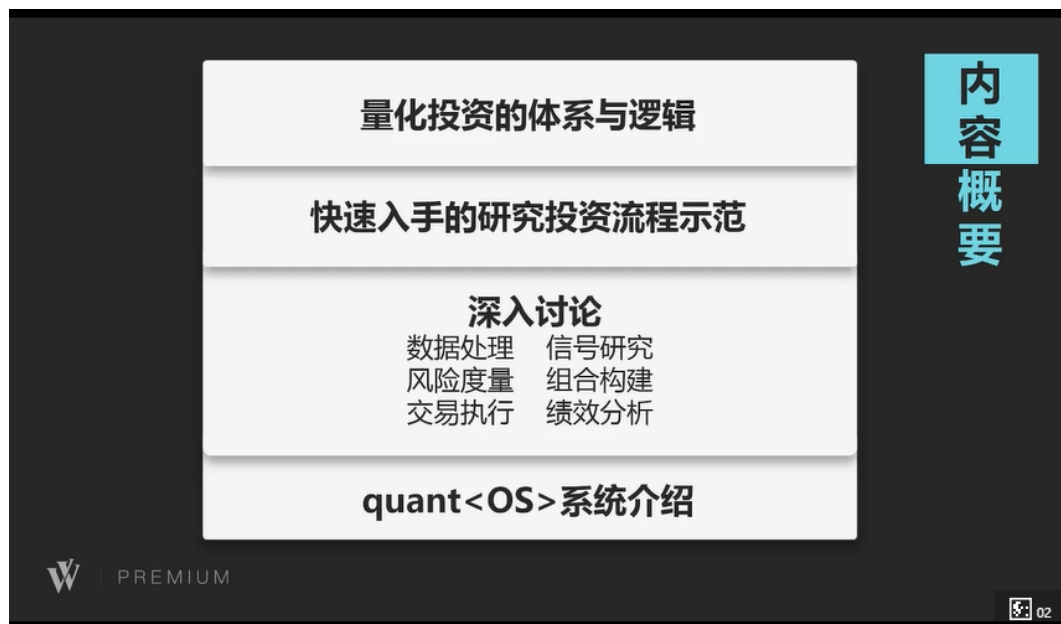 内容概要
量化投资的体系与逻辑
快速入手的研究投资流程示范
深入讨论
数据处理 信号研究
风险度量 组合构建
交易执行 绩效分析
quant<OS>系统介绍
W PREMIUM
02